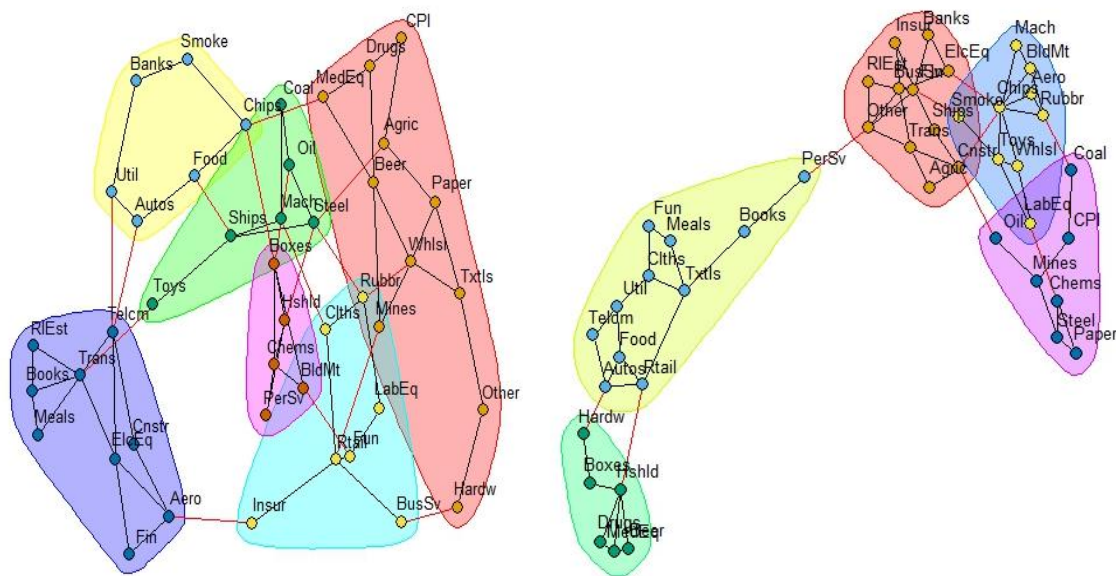 CPI
Smoke
Drugs
Banks
MedEq
Coal
Chips
Agric
Oil
Food
Beer
Util
Paper
Autos
Mach
Steel
Ships
Boxes
Whlsl
Toys
Rubbr
Txtls
Hshld
Clths
Mines
Telcm
RlEst
Trans
Chems
BldMt
Books
PerSv
LabEq
Meals
Other
Cnstr
ElcEq
Rtail
Fun
Aero
Insur
BusSv
Hardw
Fin
Insur
Banks
Mach
ElcEq
BldMt
RlEst
BusSv
Aero
Chips
Other
Smoke
Ships
Rubbr
Trans
Toys
Whlsl
Cnstr
Coal
PerSv
Agric
Fun
Meals
Books
LabEq
Oil
CPI
Clths
Txtls
Mines
Util
Chems
Telcm
Food
Steel
Paper
Autos
Rtail
Hardw
Boxes
Hshld
Drugs
MedEq